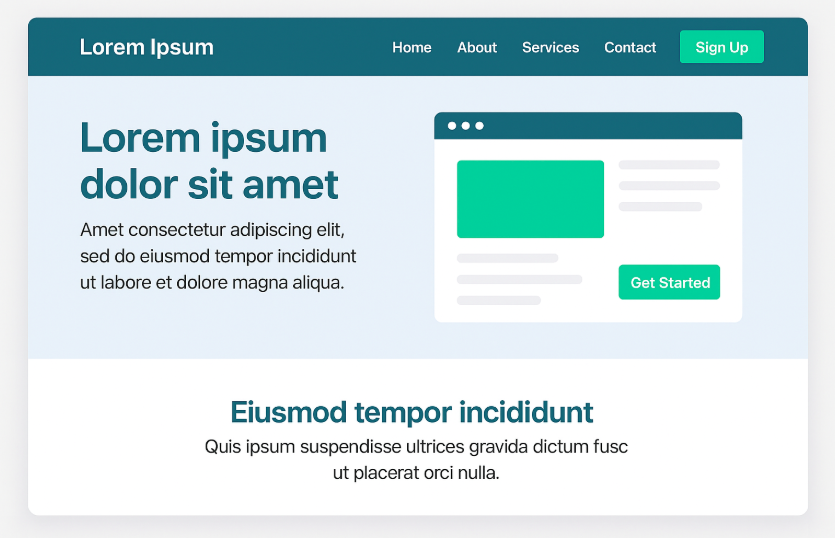 Lorem Ipsum
Home
About
Services
Contact
Sign Up
Lorem ipsum
dolor sit amet
Amet consectetur adipiscing elit,
sed do eiusmod tempor incididunt
ut labore et dolore magna aliqua.
Get Started
Eiusmod tempor incididunt
Quis ipsum suspendisse ultrices gravida dictum fusc
ut placerat orci nulla.